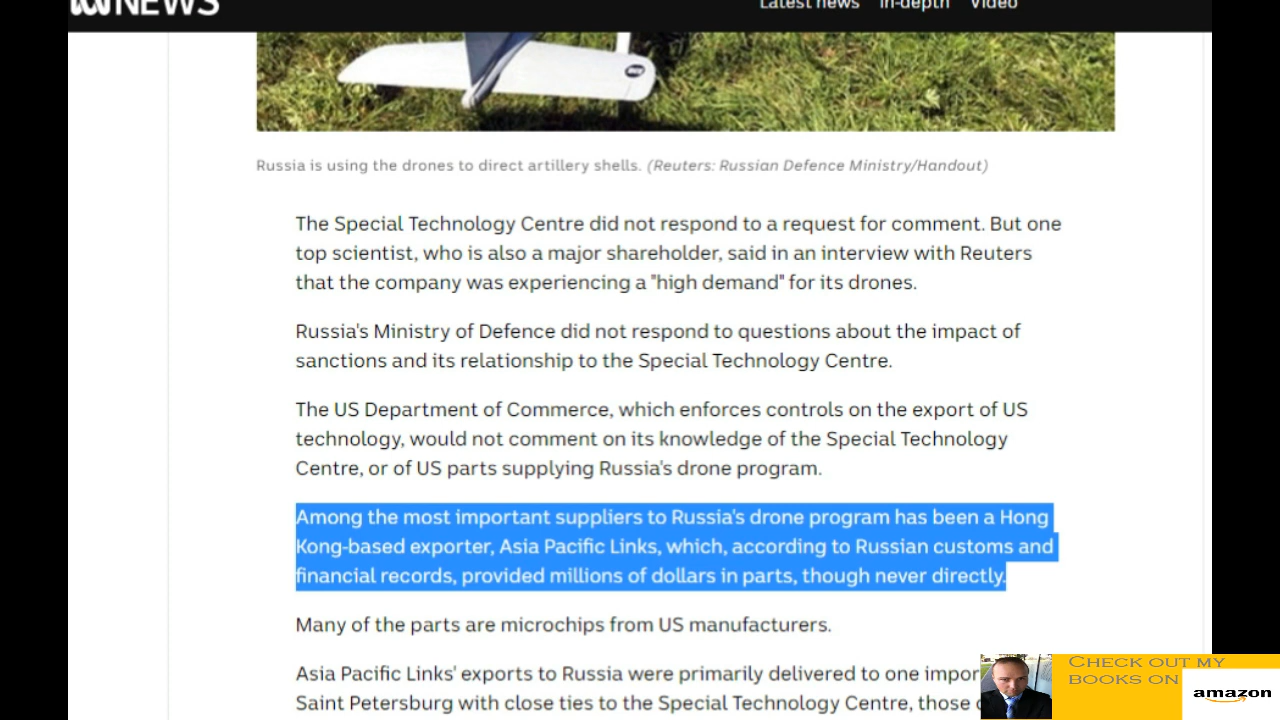 NEWS
Latest news In-depth Video
Russia is using the drones to direct artillery shells. (Reuters: Russian Defence Ministry/Handout)
The Special Technology Centre did not respond to a request for comment. But one
top scientist, who is also a major shareholder, said in an interview with Reuters
that the company was experiencing a "high demand" for its drones.
Russia's Ministry of Defence did not respond to questions about the impact of
sanctions and its relationship to the Special Technology Centre.
The US Department of Commerce, which enforces controls on the export of US
technology, would not comment on its knowledge of the Special Technology
Centre, or of US parts supplying Russia's drone program.
Among the most important suppliers to Russia's drone program has been a Hong
Kong-based exporter, Asia Pacific Links, which, according to Russian customs and
financial records, provided millions of dollars in parts, though never directly.
Many of the parts are microchips from US manufacturers.
Asia Pacific Links' exports to Russia were primarily delivered to one impor
Saint Petersburg with close ties to the Special Technology Centre, those
Check out my
books on
amazon